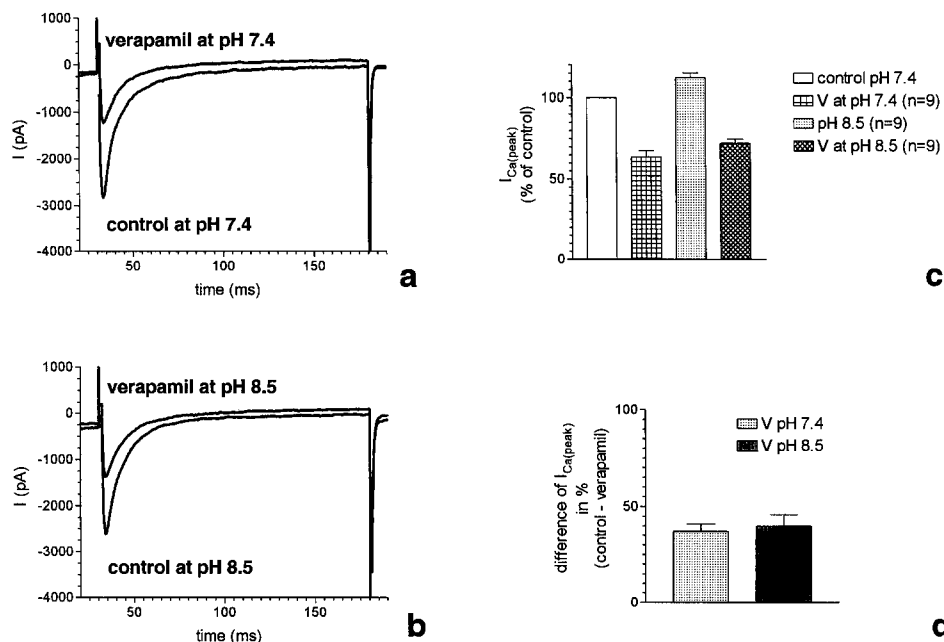 1000
0
-1000
-2000
-3000
-4000
I (pA)
verapamil at pH 7.4
control at pH 7.4
50
100
150
time (ms)
a
100
50
0
I Ca(peak)
(% of control)
control pH 7.4
V at pH 7.4 (n=9)
pH 8.5 (n=9)
V at pH 8.5 (n=9)
c
1000
0
-1000
-2000
-3000
-4000
I (pA)
verapamil at pH 8.5
control at pH 8.5
50
100
150
time (ms)
b
100
50
0
difference of I Ca(peak)
in %
(control - verapamil)
V pH 7.4
V pH 8.5